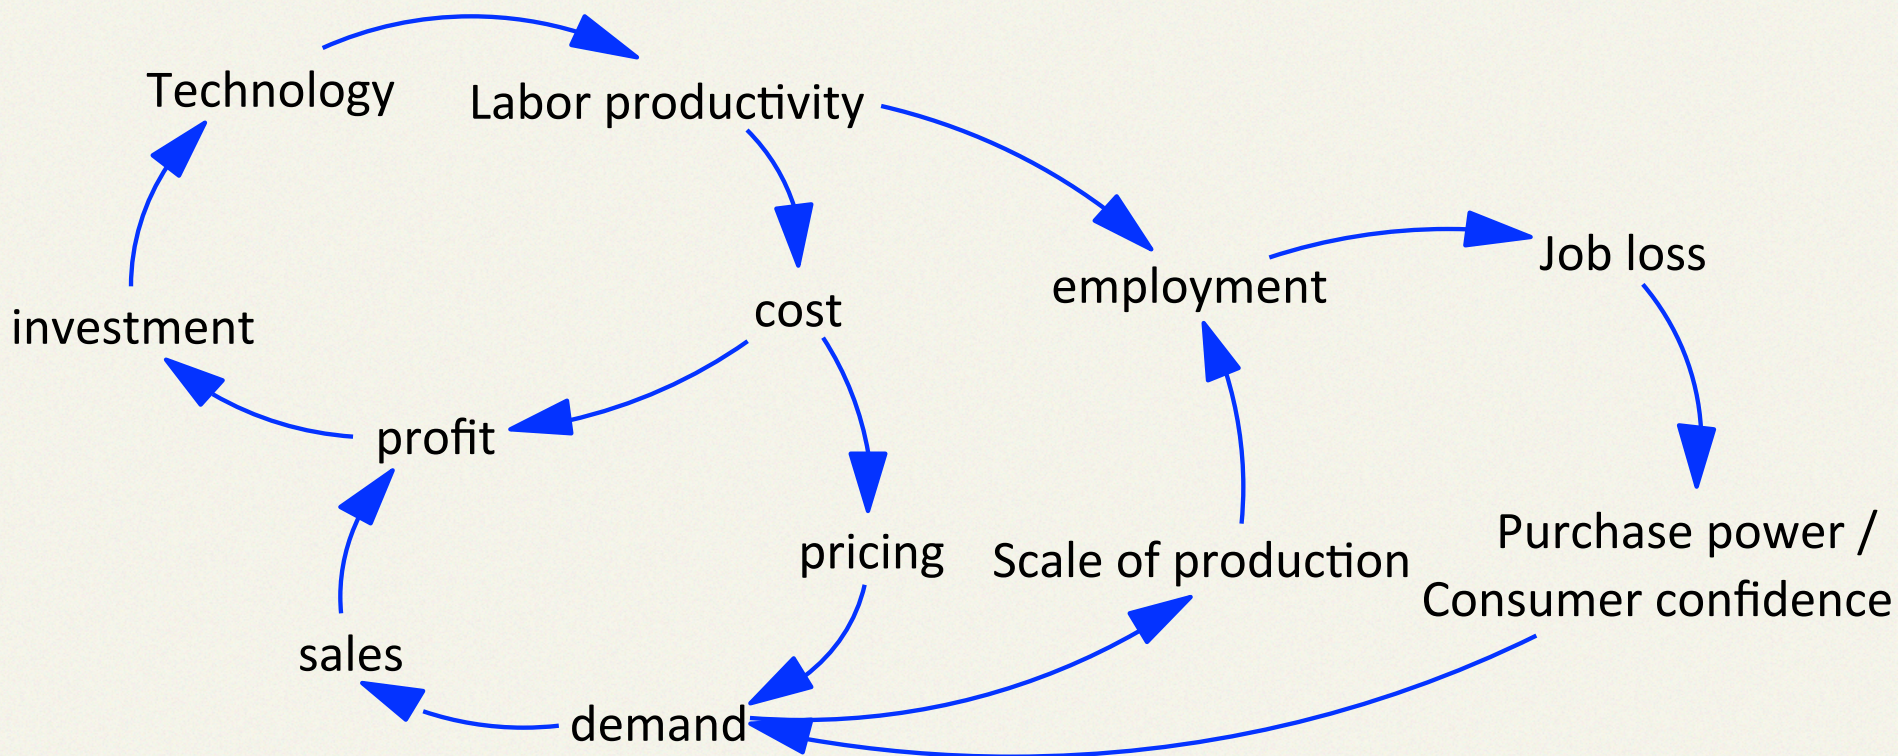 Technology
Labor productivity
Job loss
employment
cost
investment
profit
pricing
Scale of production
Purchase power /
Consumer confidence
sales
demand